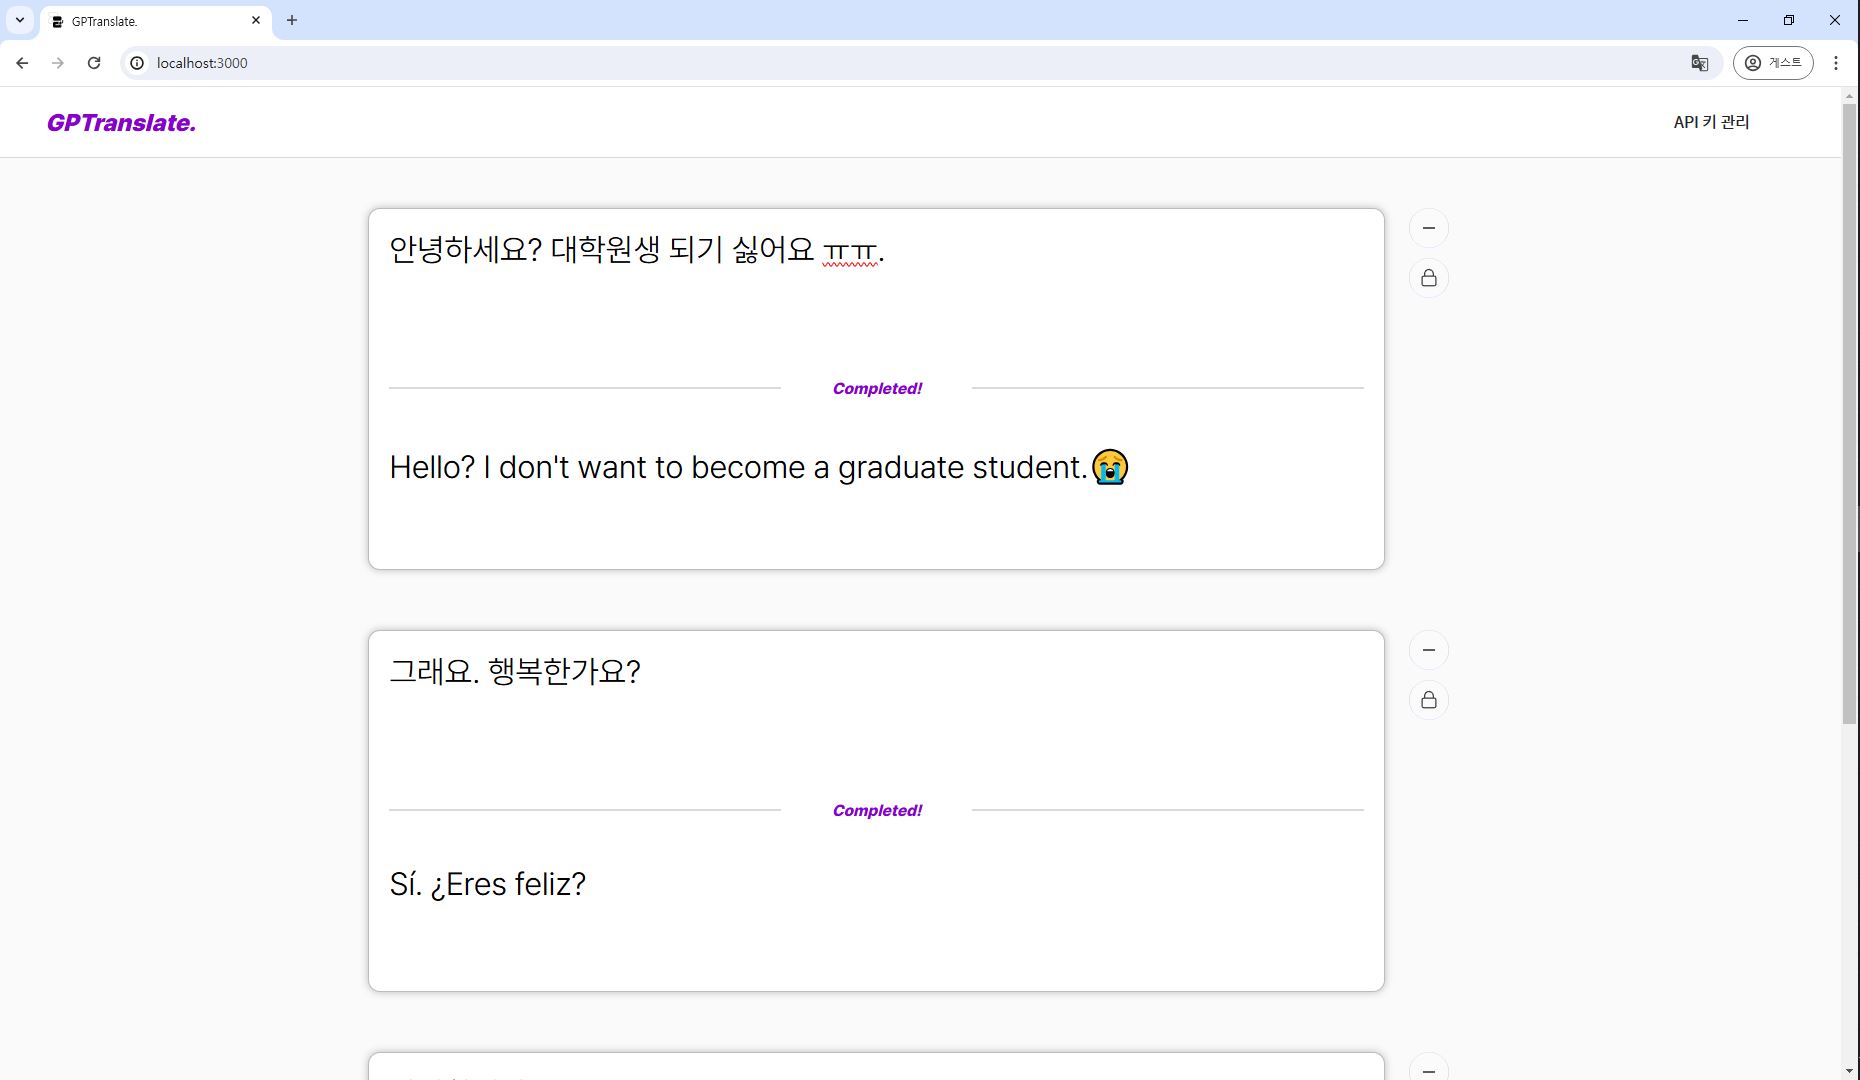 GPTranslate.
localhost:3000
게스트
GPTranslate.
API 키 관리
안녕하세요? 대학원생 되기 싫어요 ㅠㅠ.
Completed!
Hello? I don't want to become a graduate student.😭
그래요. 행복한가요?
Completed!
Sí. ¿Eres feliz?